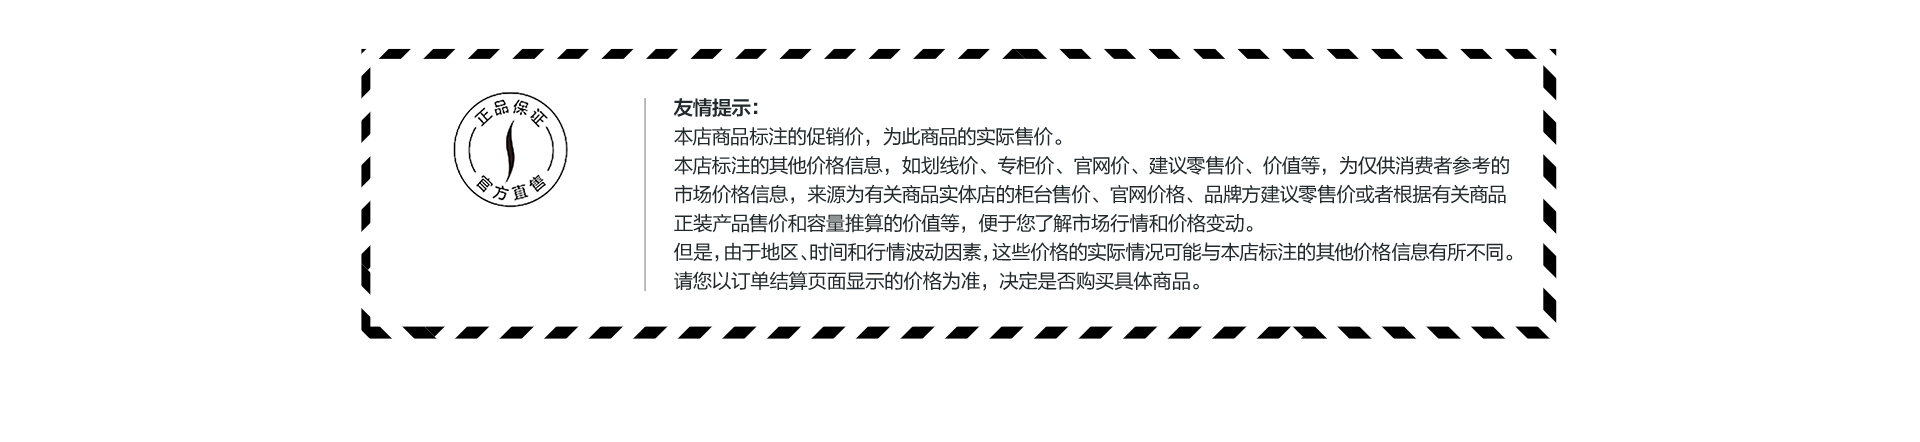 正品保证
官方直售
友情提示：
本店商品标注的促销价，为此商品的实际售价。
本店标注的其他价格信息，如划线价、专柜价、官网价、建议零售价、价值等，为仅供消费者参考的
市场价格信息，来源为有关商品实体店的柜台售价、官网价格、品牌方建议零售价或者根据有关商品
正装产品售价和容量推算的价值等，便于您了解市场行情和价格变动。
但是，由于地区、时间和行情波动因素，这些价格的实际情况可能与本店标注的其他价格信息有所不同。
请您以订单结算页面显示的价格为准，决定是否购买具体商品。